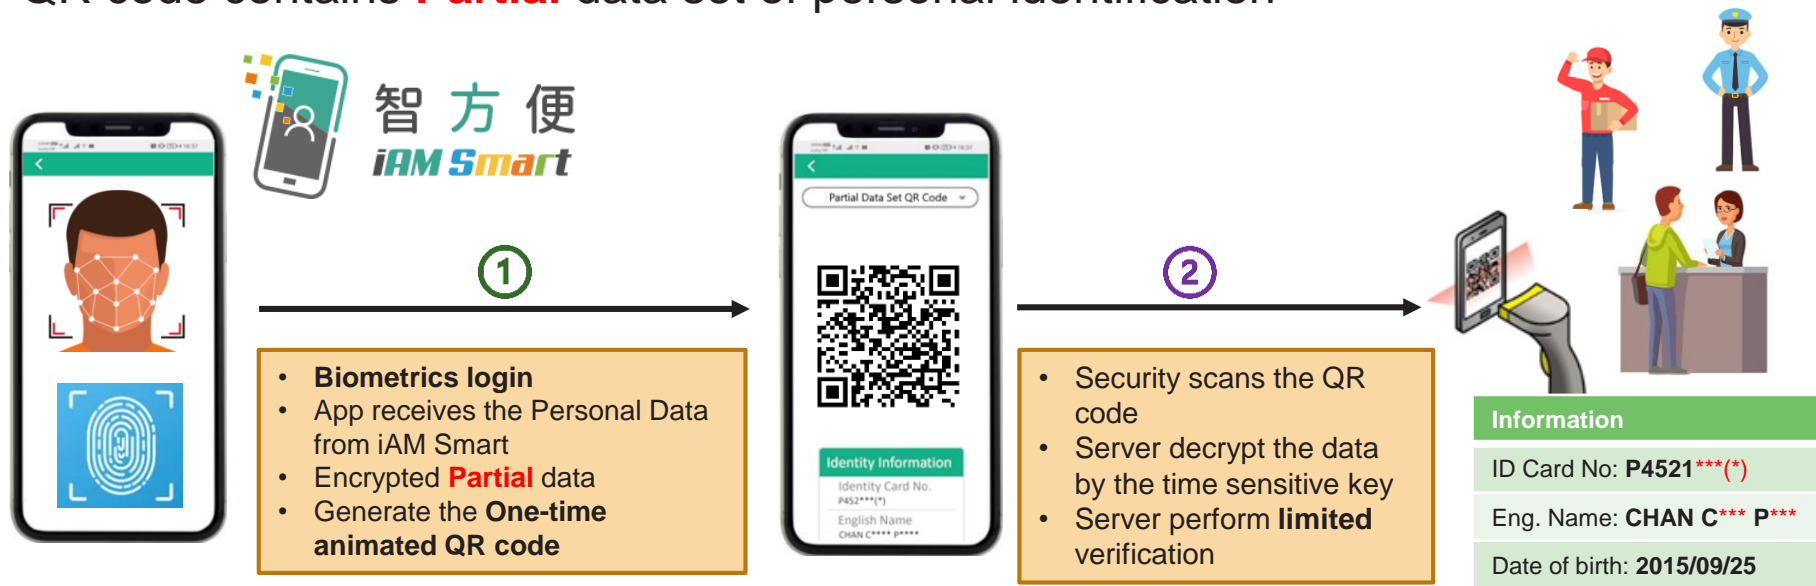 QR code contains Partial data set of personal identification
智方便
iAM Smart
18:37
18:37
Partial Data Set QR Code
1
2
• Biometrics login
• App receives the Personal Data
from iAM Smart
• Encrypted Partial data
• Generate the One-time
animated QR code
Identity Information
Identity Card No.
P452***(*)
English Name
CHAN C**** P****
• Security scans the QR
code
• Server decrypt the data
by the time sensitive key
• Server perform limited
verification
Information
ID Card No: P4521***(*)
Eng. Name: CHAN C*** P***
Date of birth: 2015/09/25